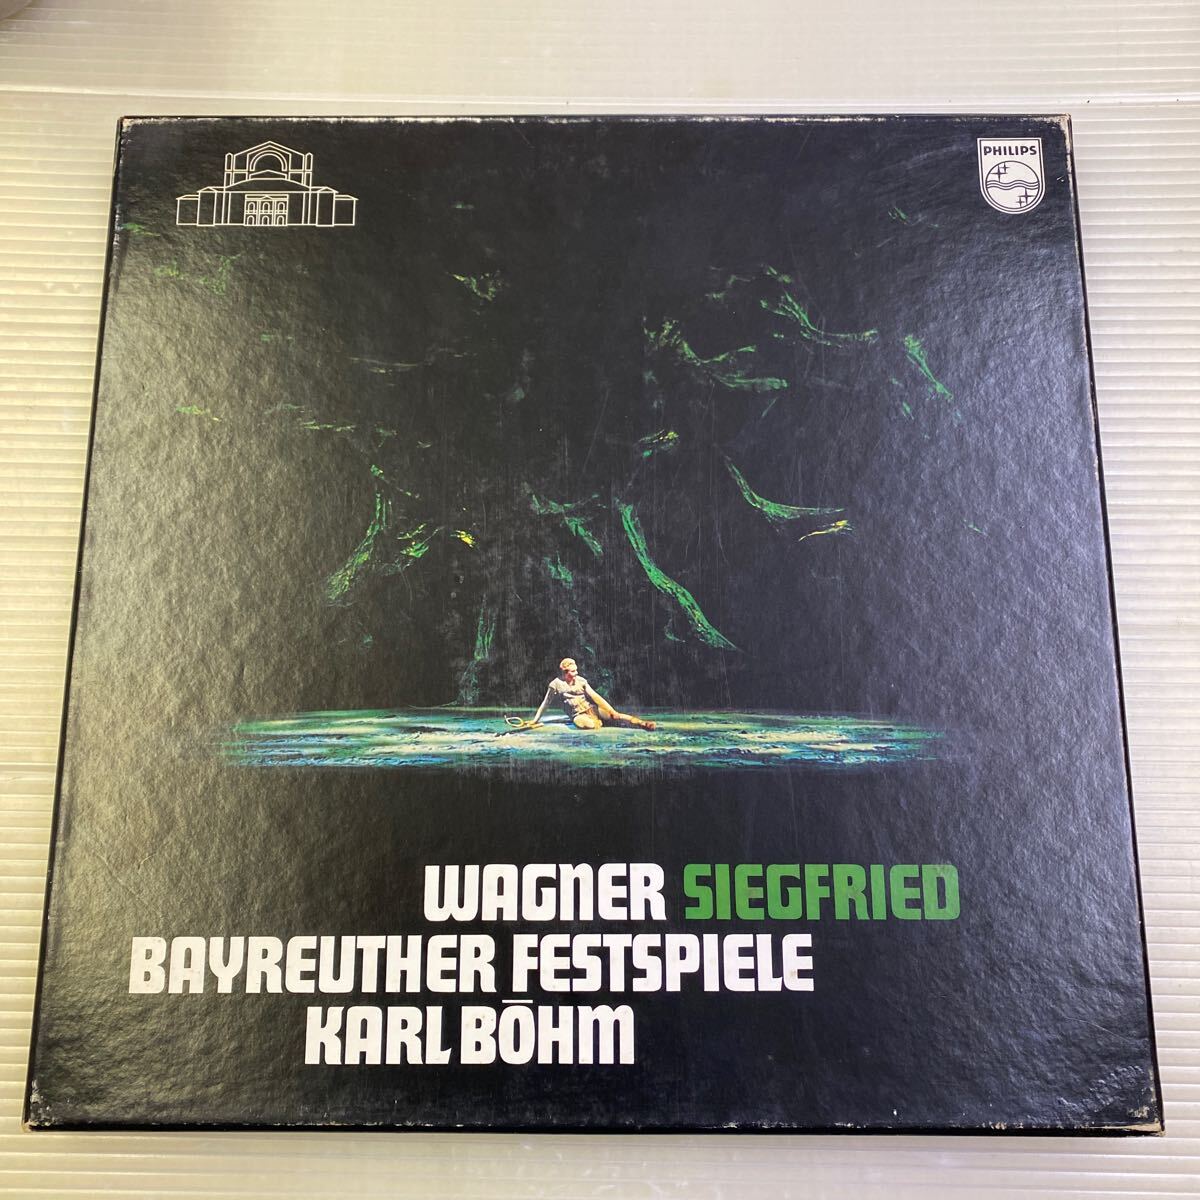 PHILIPS
WAGNER SIEGFRIED
BAYREUTHER FESTSPIELE
KARL BÖHM